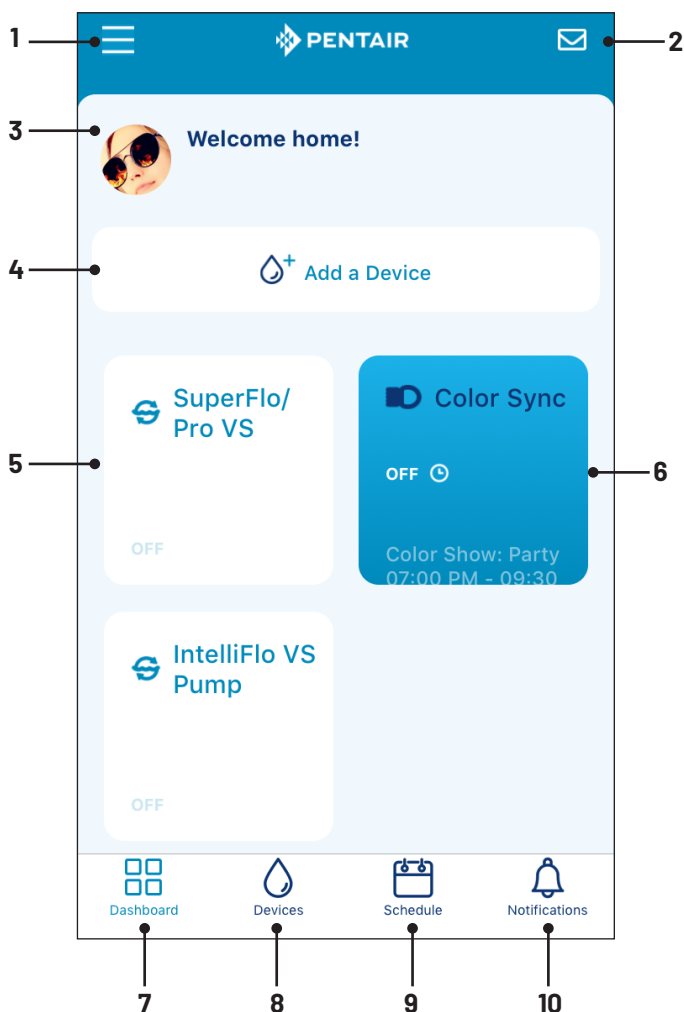 1
PENTAIR
2
3
Welcome home!
4
Add a Device
SuperFlo/
Pro VS
Color Sync
5
OFF
6
OFF
Color Show: Party
07:00 PM - 09:30
IntelliFlo VS
Pump
OFF
Dashboard
Devices
Schedule
Notifications
7
8
9
10